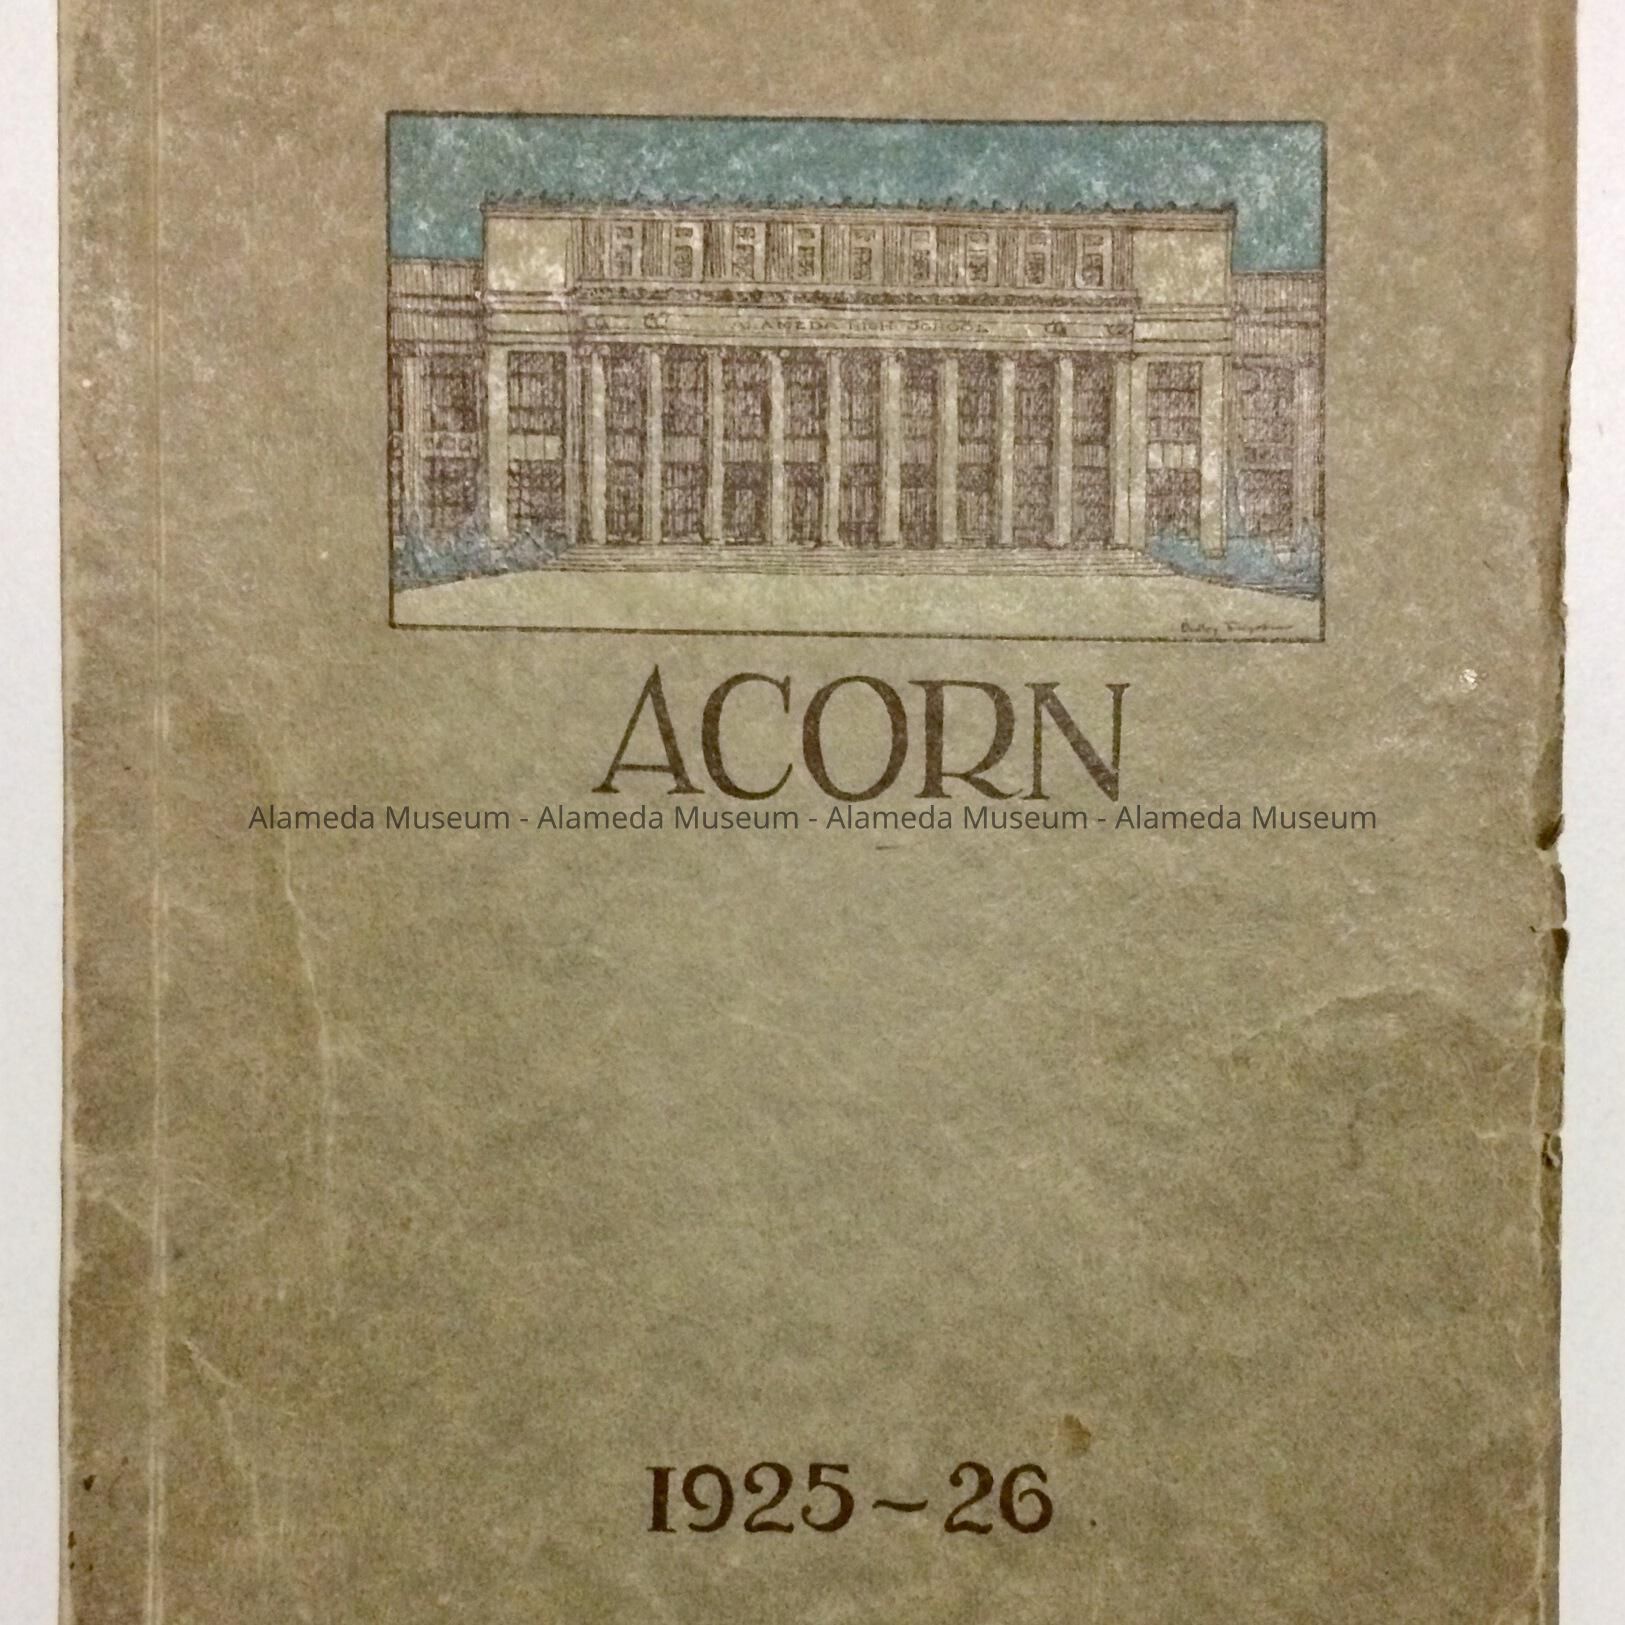 ALAMEDA HIGH SCHOOL
ACORN
Alameda Museum - Alameda Museum - Alameda Museum - Alameda Museum
1925~26